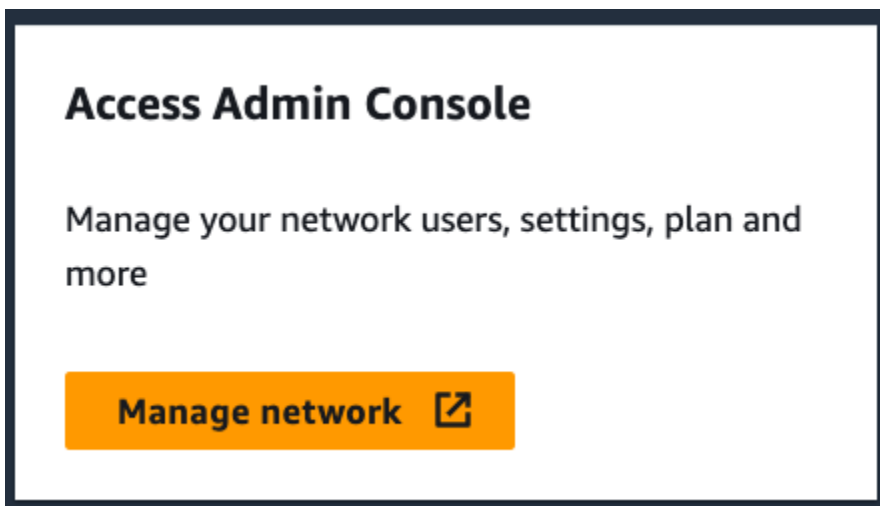 Access Admin Console
Manage your network users, settings, plan and
more
Manage network